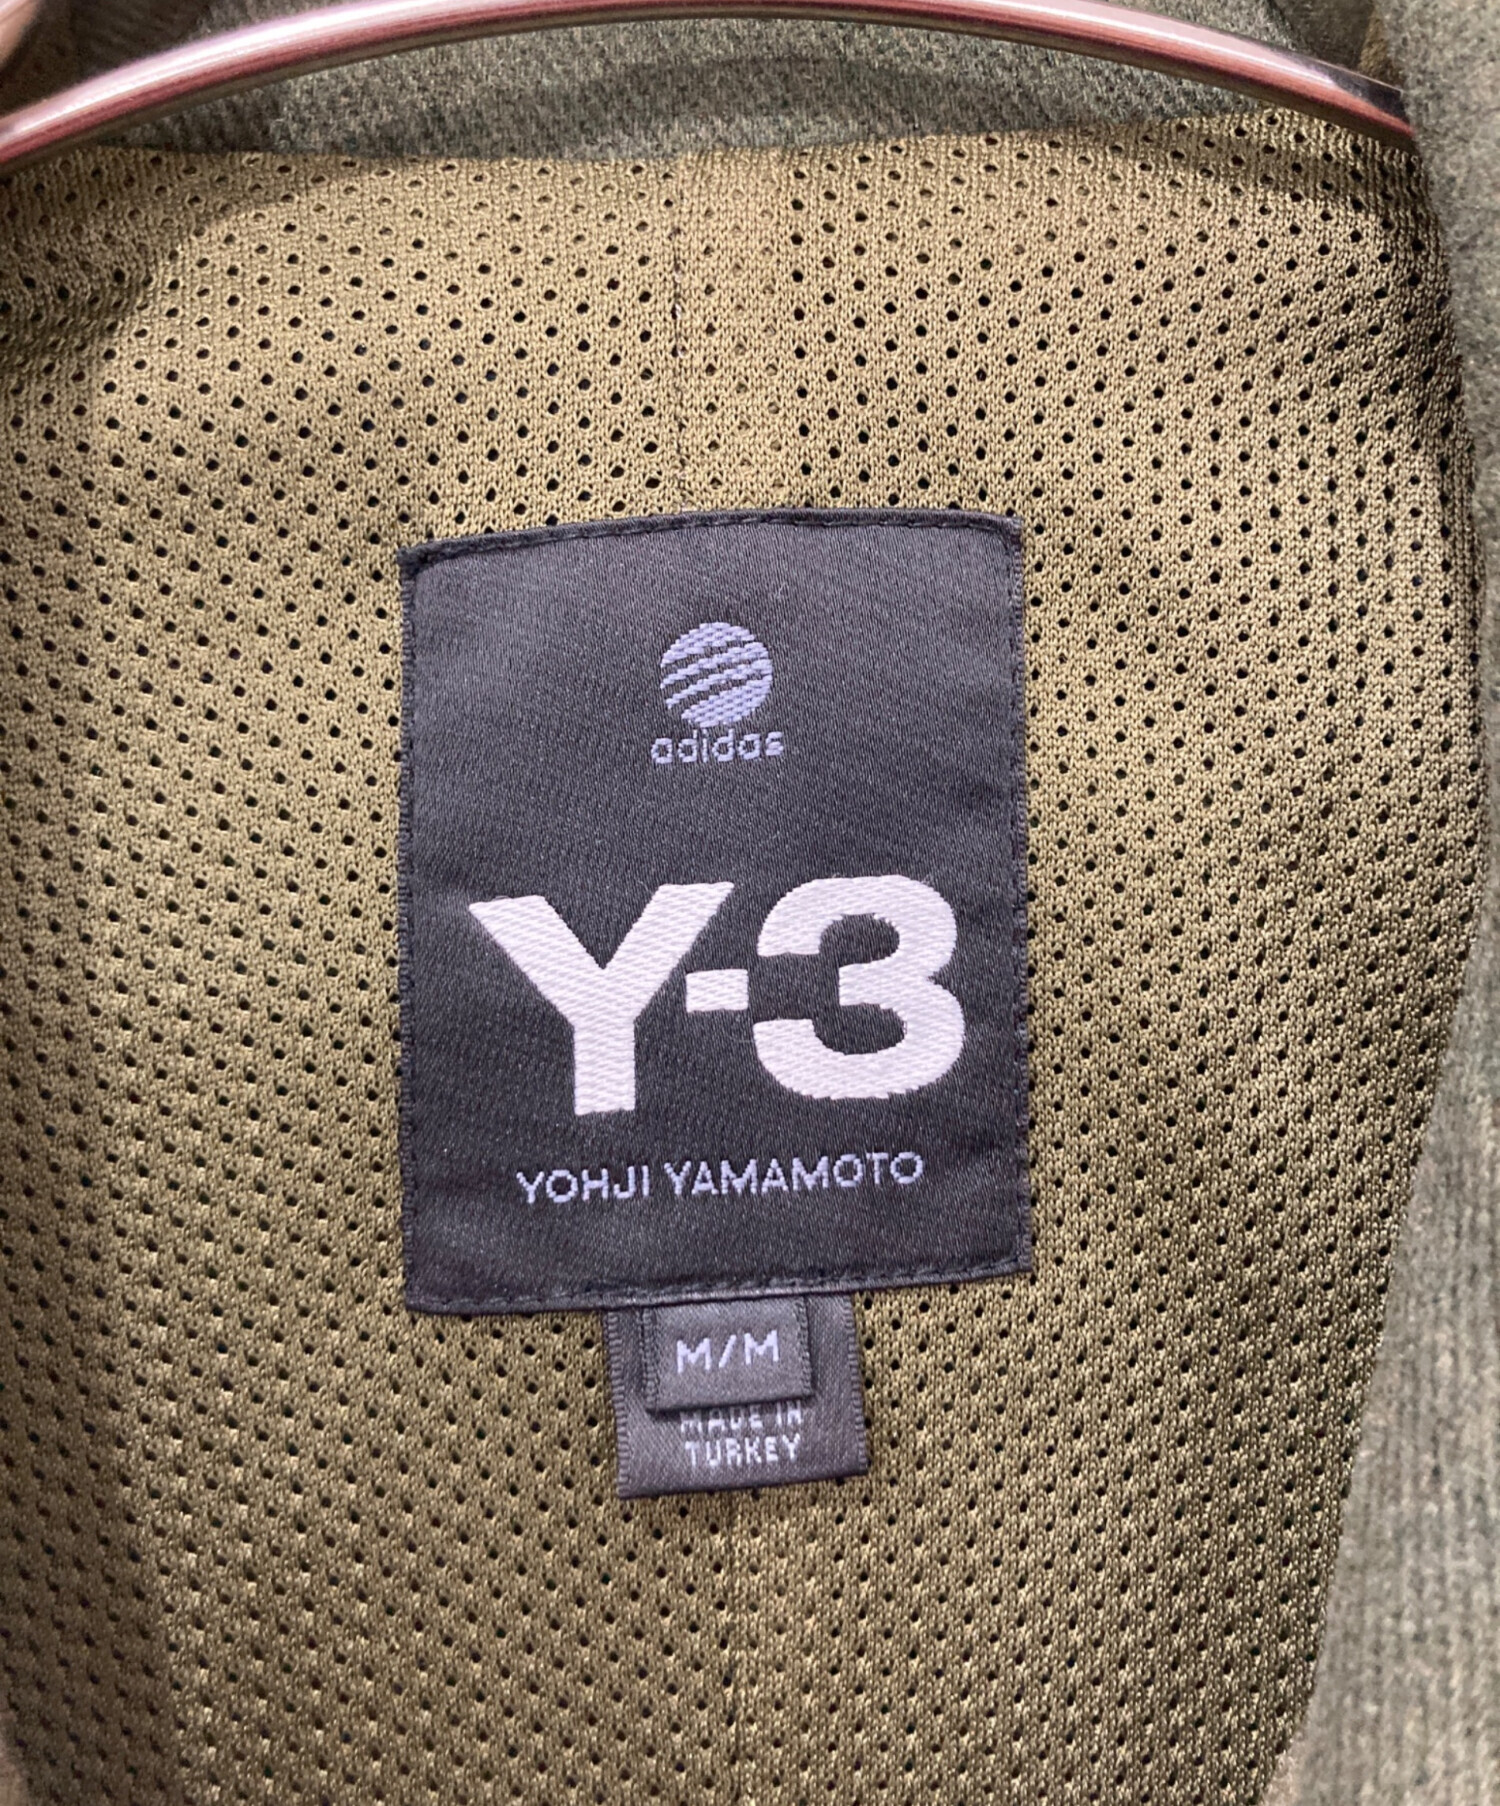 adidas
Y-3
YOHJI YAMAMOTO
M/M
MADE IN
TURKEY